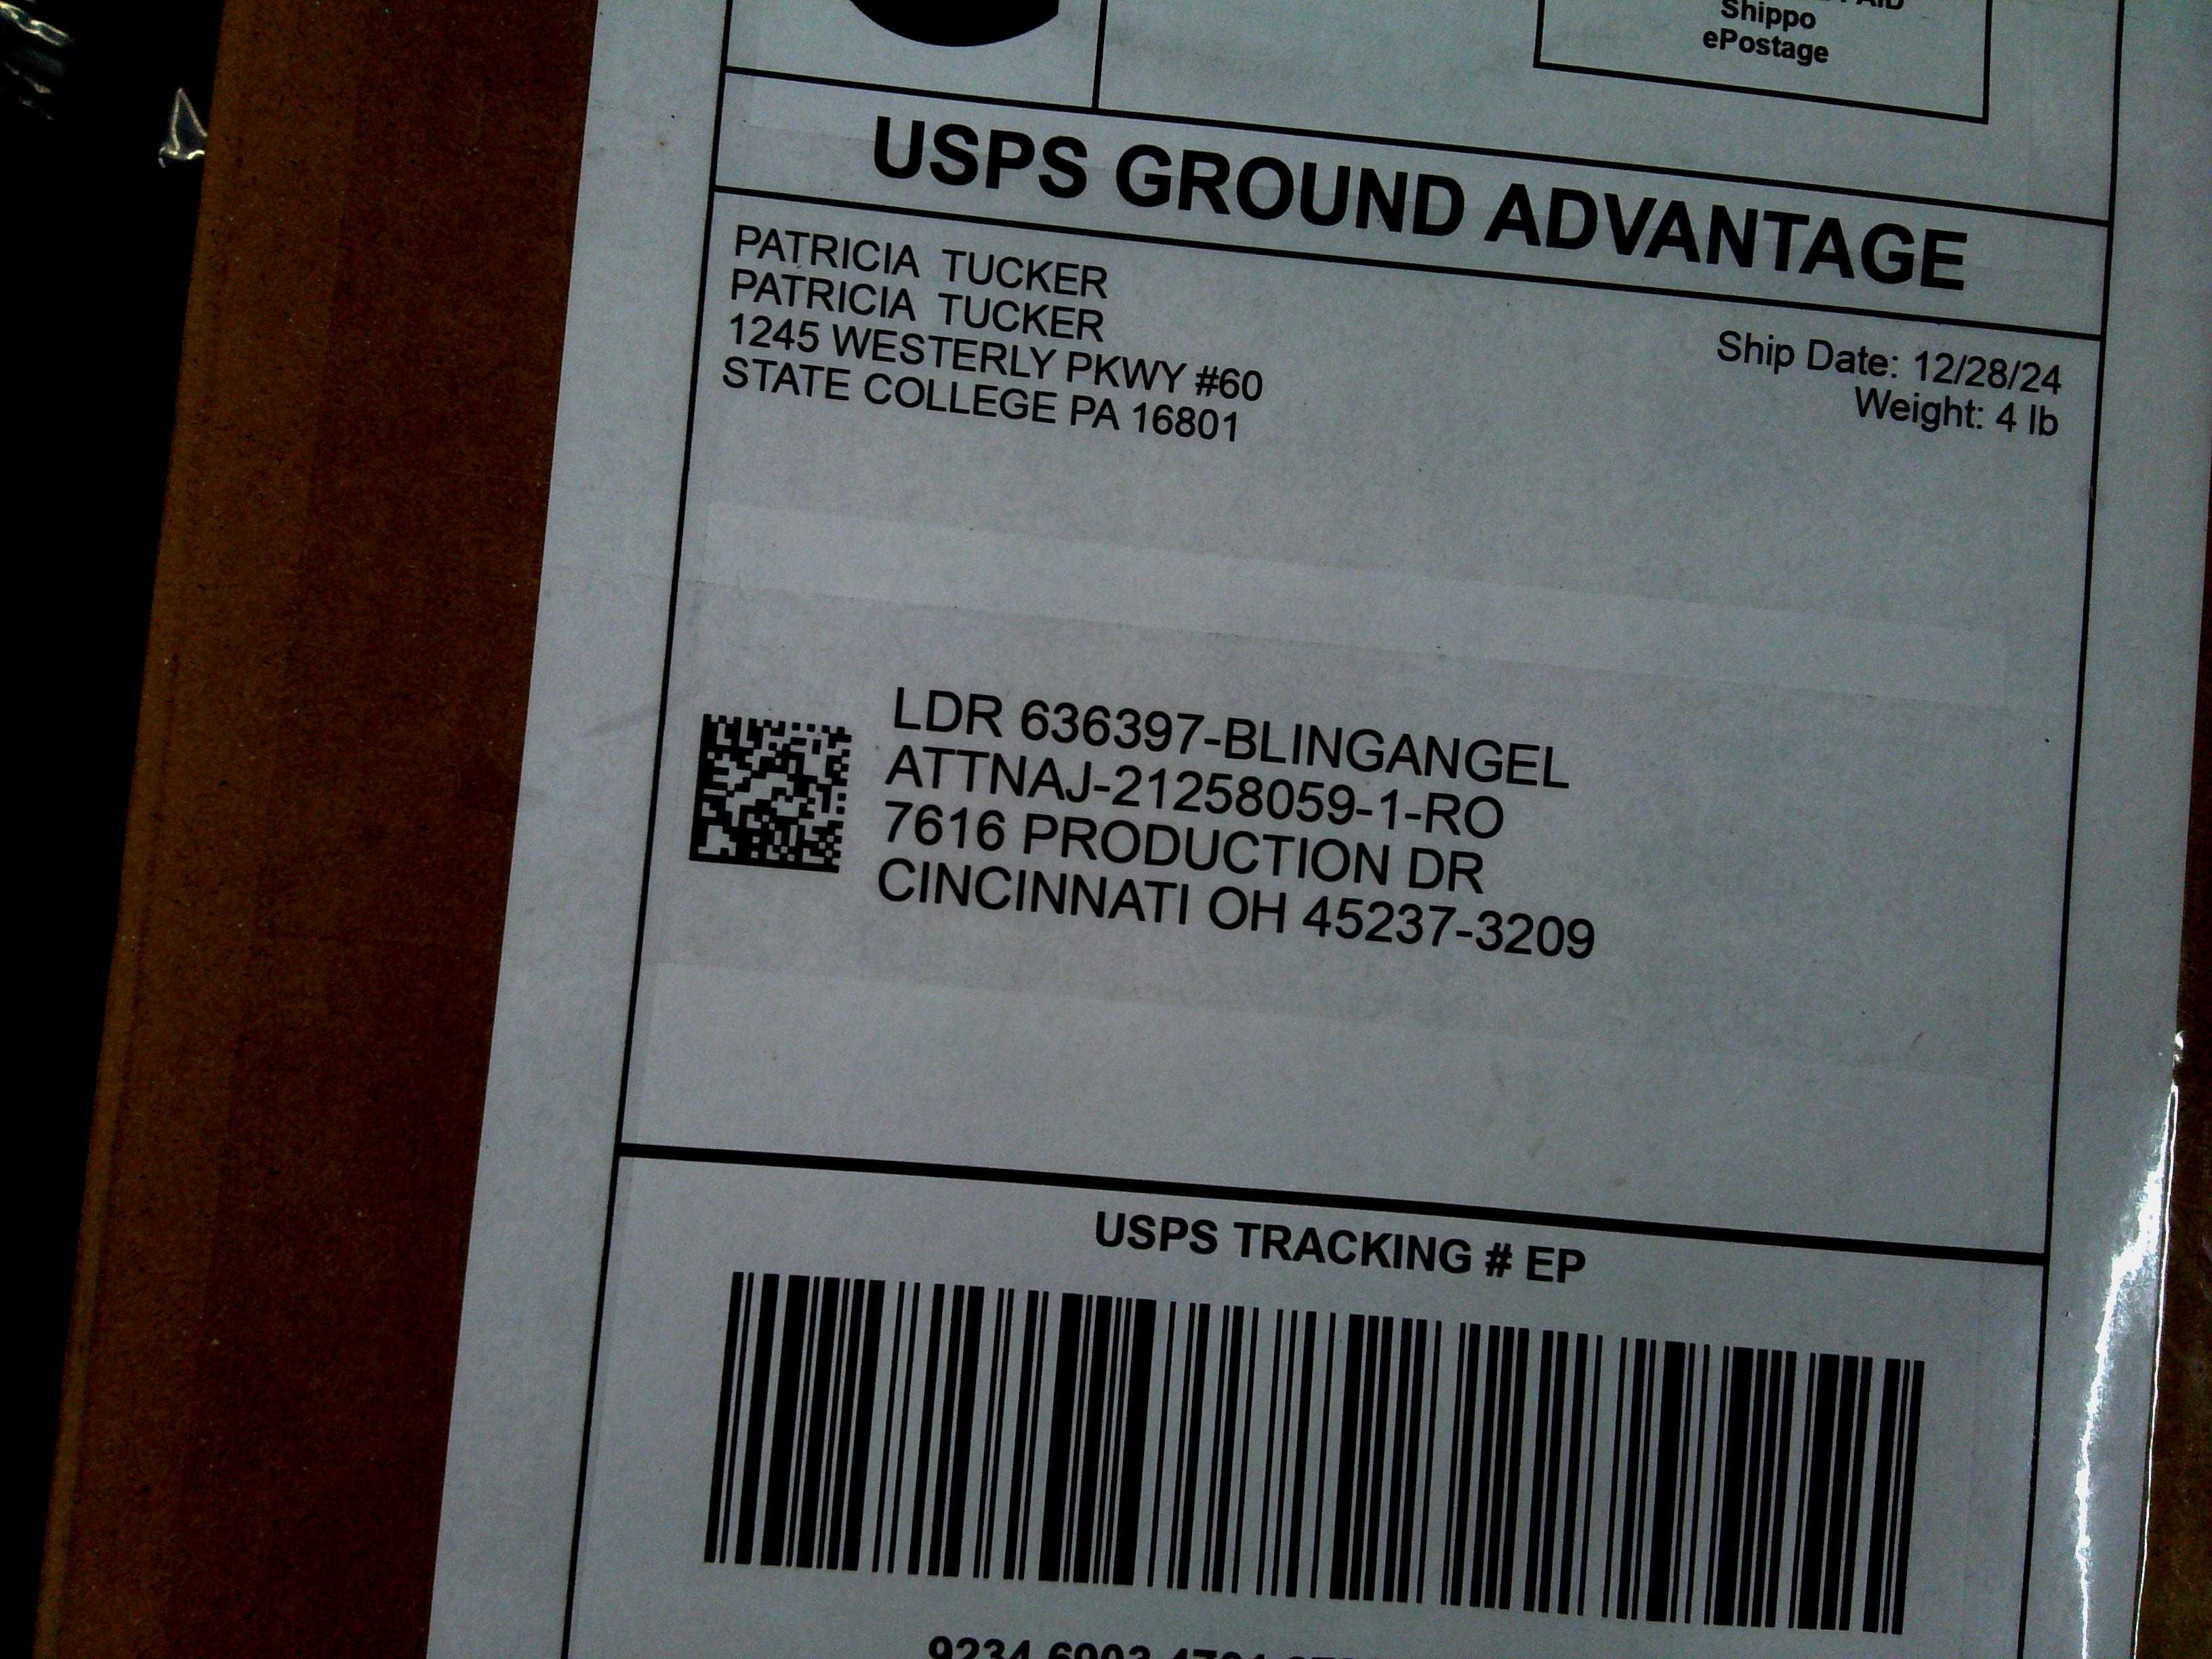 Shippo
ePostage
USPS GROUND ADVANTAGE
PATRICIA TUCKER
PATRICIA TUCKER
1245 WESTERLY PKWY #60
STATE COLLEGE PA 16801
Ship Date: 12/28/24
Weight: 4 lb
LDR 636397-BLINGANGEL
ATTNAJ-21258059-1-RO
7616 PRODUCTION DR
CINCINNATI OH 45237-3209
USPS TRACKING # EP